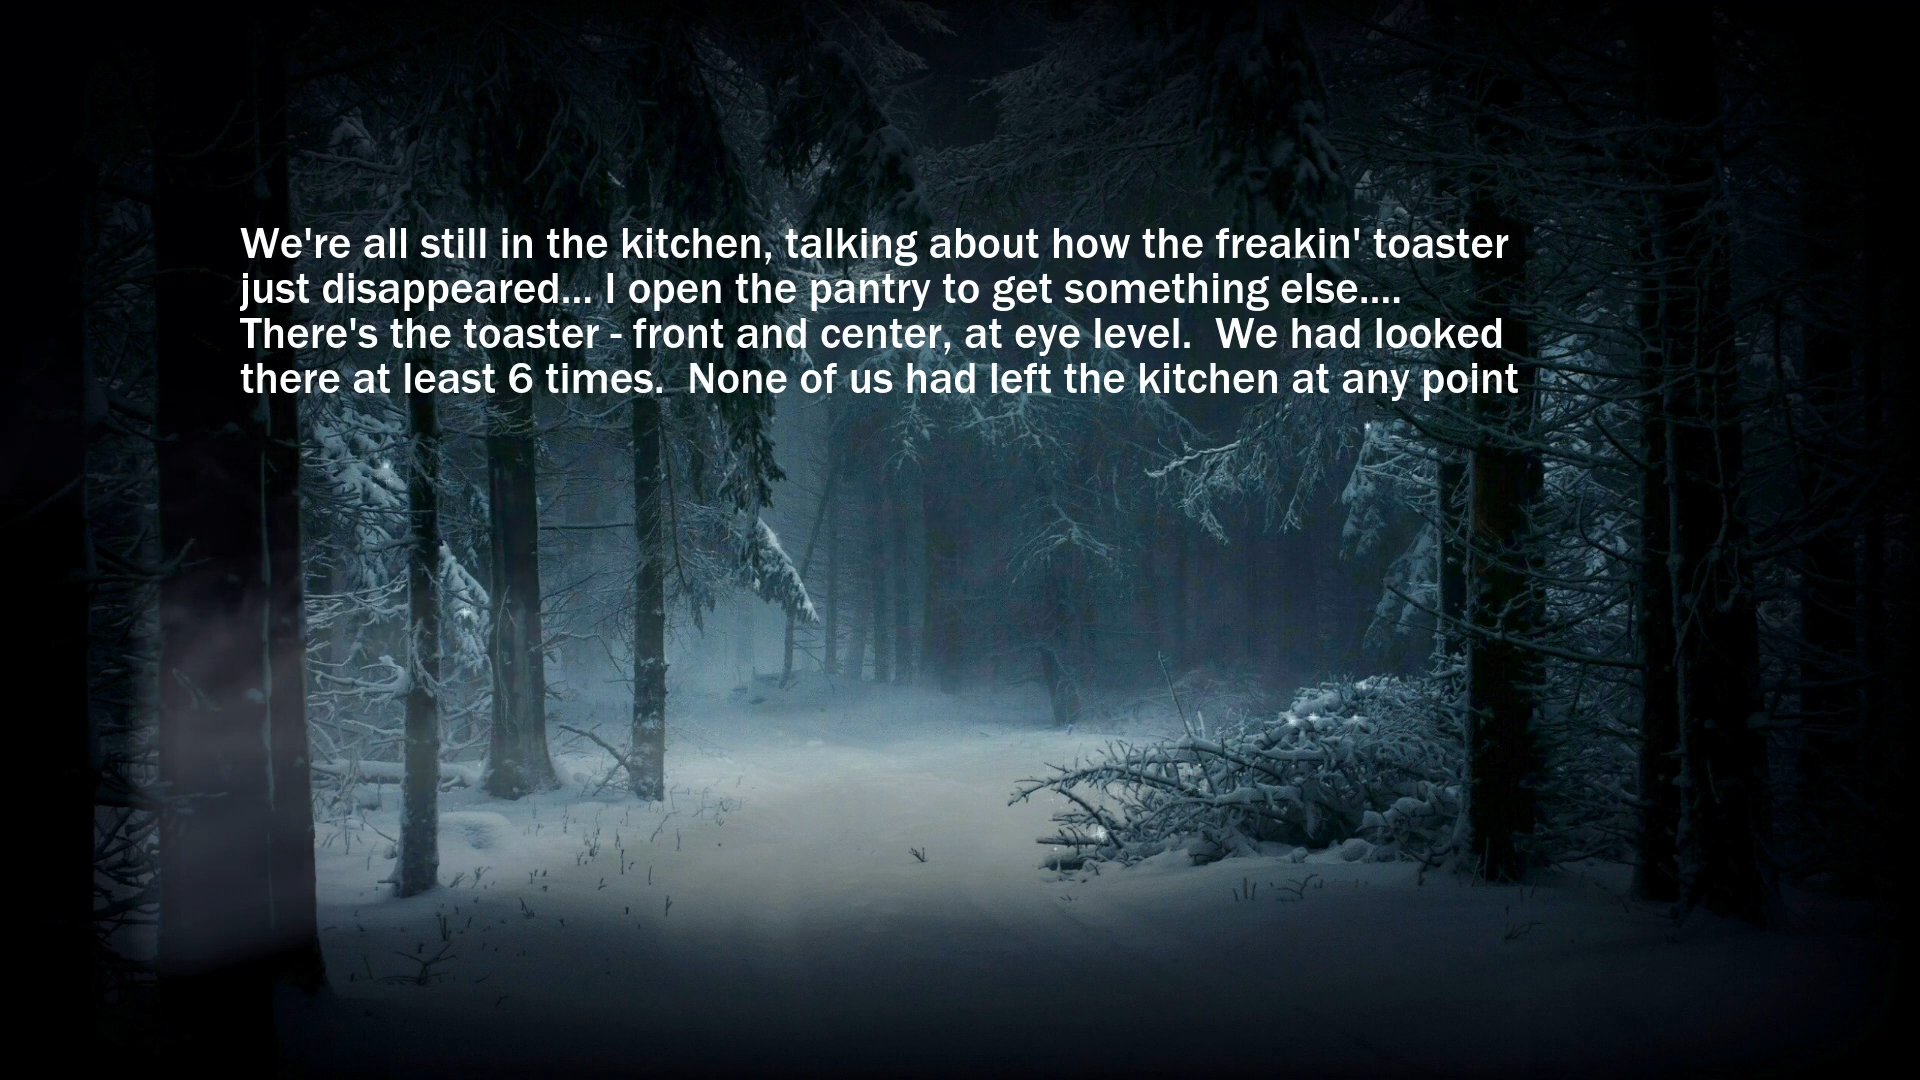 We're all still in the kitchen, talking about how the freakin' toaster
just disappeared... I open the pantry to get something else....
There's the toaster - front and center, at eye level.  We had looked
there at least 6 times.  None of us had left the kitchen at any point